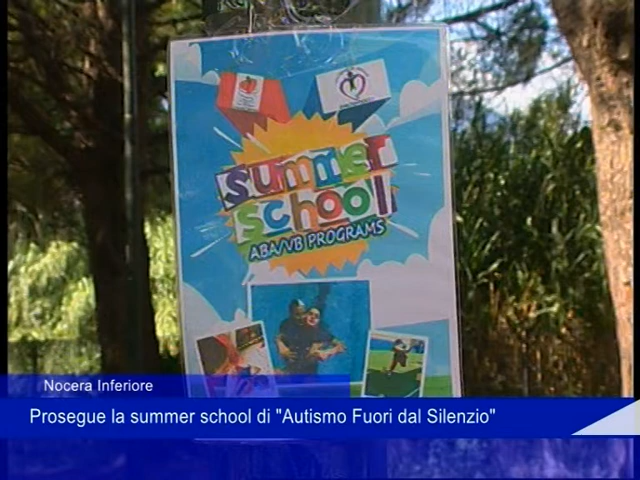 summer
school
ABA/VB PROGRAMS
Nocera Inferiore
Prosegue la summer school di "Autismo Fuori dal Silenzio"